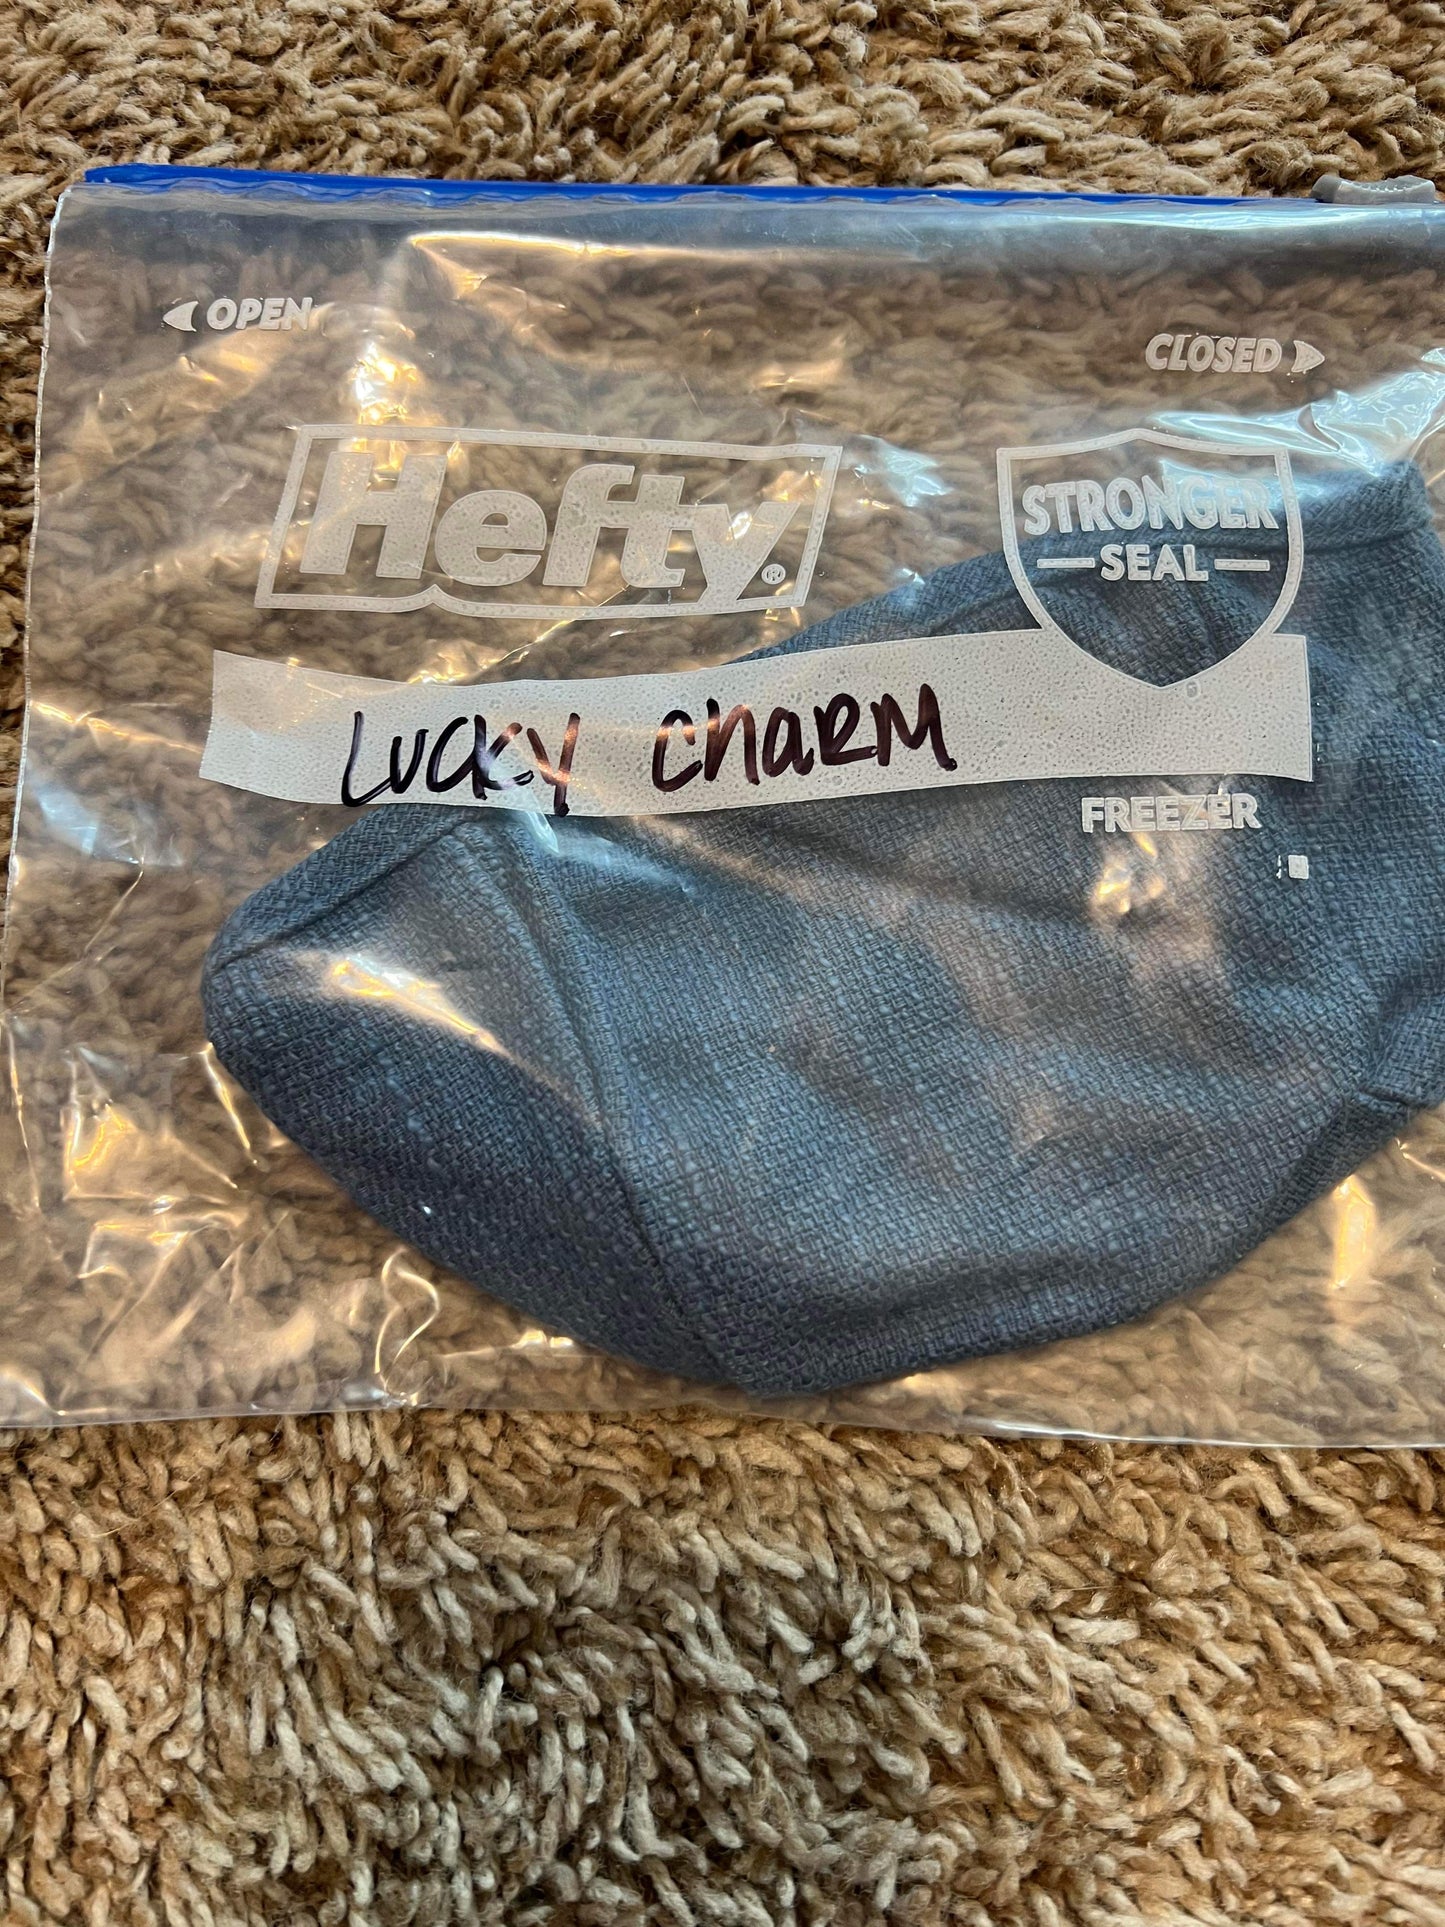 OPEN
CLOSED
Hefty®
STRONGER
SEAL
LUCKY CHARM
FREEZER